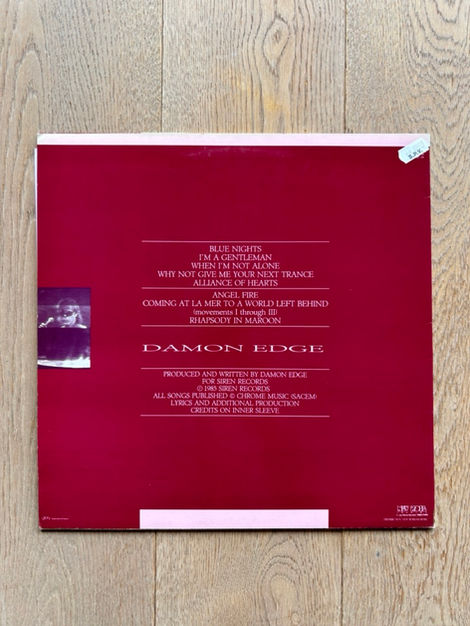 BLUE NIGHTS
I'M A GENTLEMAN
WHEN I'M NOT ALONE
WHY NOT GIVE ME YOUR NEXT TRANCE
ALLIANCE OF HEARTS
ANGEL FIRE
COMING AT LA MER TO A WORLD LEFT BEHIND
(movements I through III)
RHAPSODY IN MAROON
DAMON EDGE
PRODUCED AND WRITTEN BY DAMON EDGE
FOR SIREN RECORDS
℗ 1985 SIREN RECORDS
ALL SONGS PUBLISHED © CHROME MUSIC (SACEM)
LYRICS AND ADDITIONAL PRODUCTION
CREDITS ON INNER SLEEVE